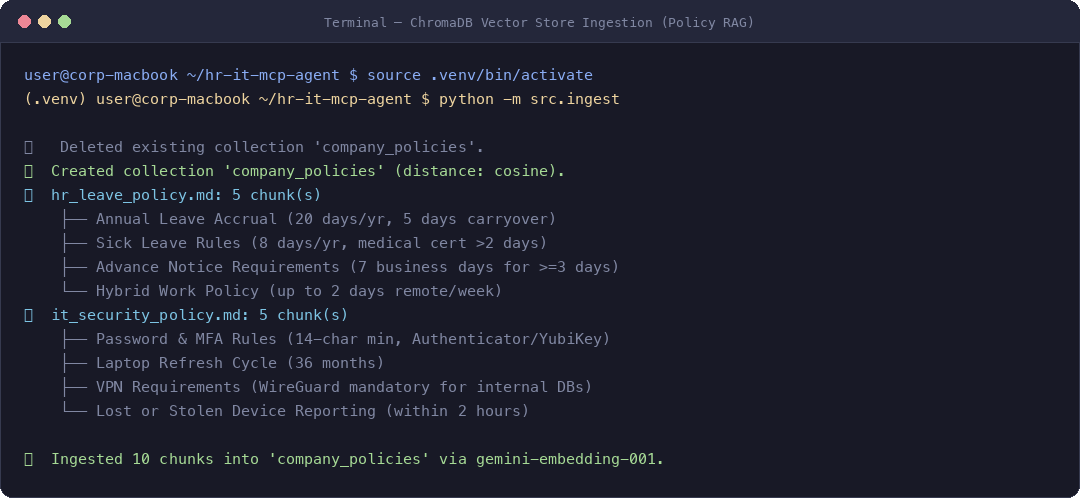 Terminal — ChromaDB Vector Store Ingestion (Policy RAG)
user@corp-macbook ~/hr-it-mcp-agent $ source .venv/bin/activate
(.venv) user@corp-macbook ~/hr-it-mcp-agent $ python -m src.ingest
Deleted existing collection 'company_policies'.
Created collection 'company_policies' (distance: cosine).
hr_leave_policy.md: 5 chunk(s)
├── Annual Leave Accrual (20 days/yr, 5 days carryover)
├── Sick Leave Rules (8 days/yr, medical cert >2 days)
├── Advance Notice Requirements (7 business days for >=3 days)
└── Hybrid Work Policy (up to 2 days remote/week)
it_security_policy.md: 5 chunk(s)
├── Password & MFA Rules (14-char min, Authenticator/YubiKey)
├── Laptop Refresh Cycle (36 months)
├── VPN Requirements (WireGuard mandatory for internal DBs)
└── Lost or Stolen Device Reporting (within 2 hours)
Ingested 10 chunks into 'company_policies' via gemini-embedding-001.